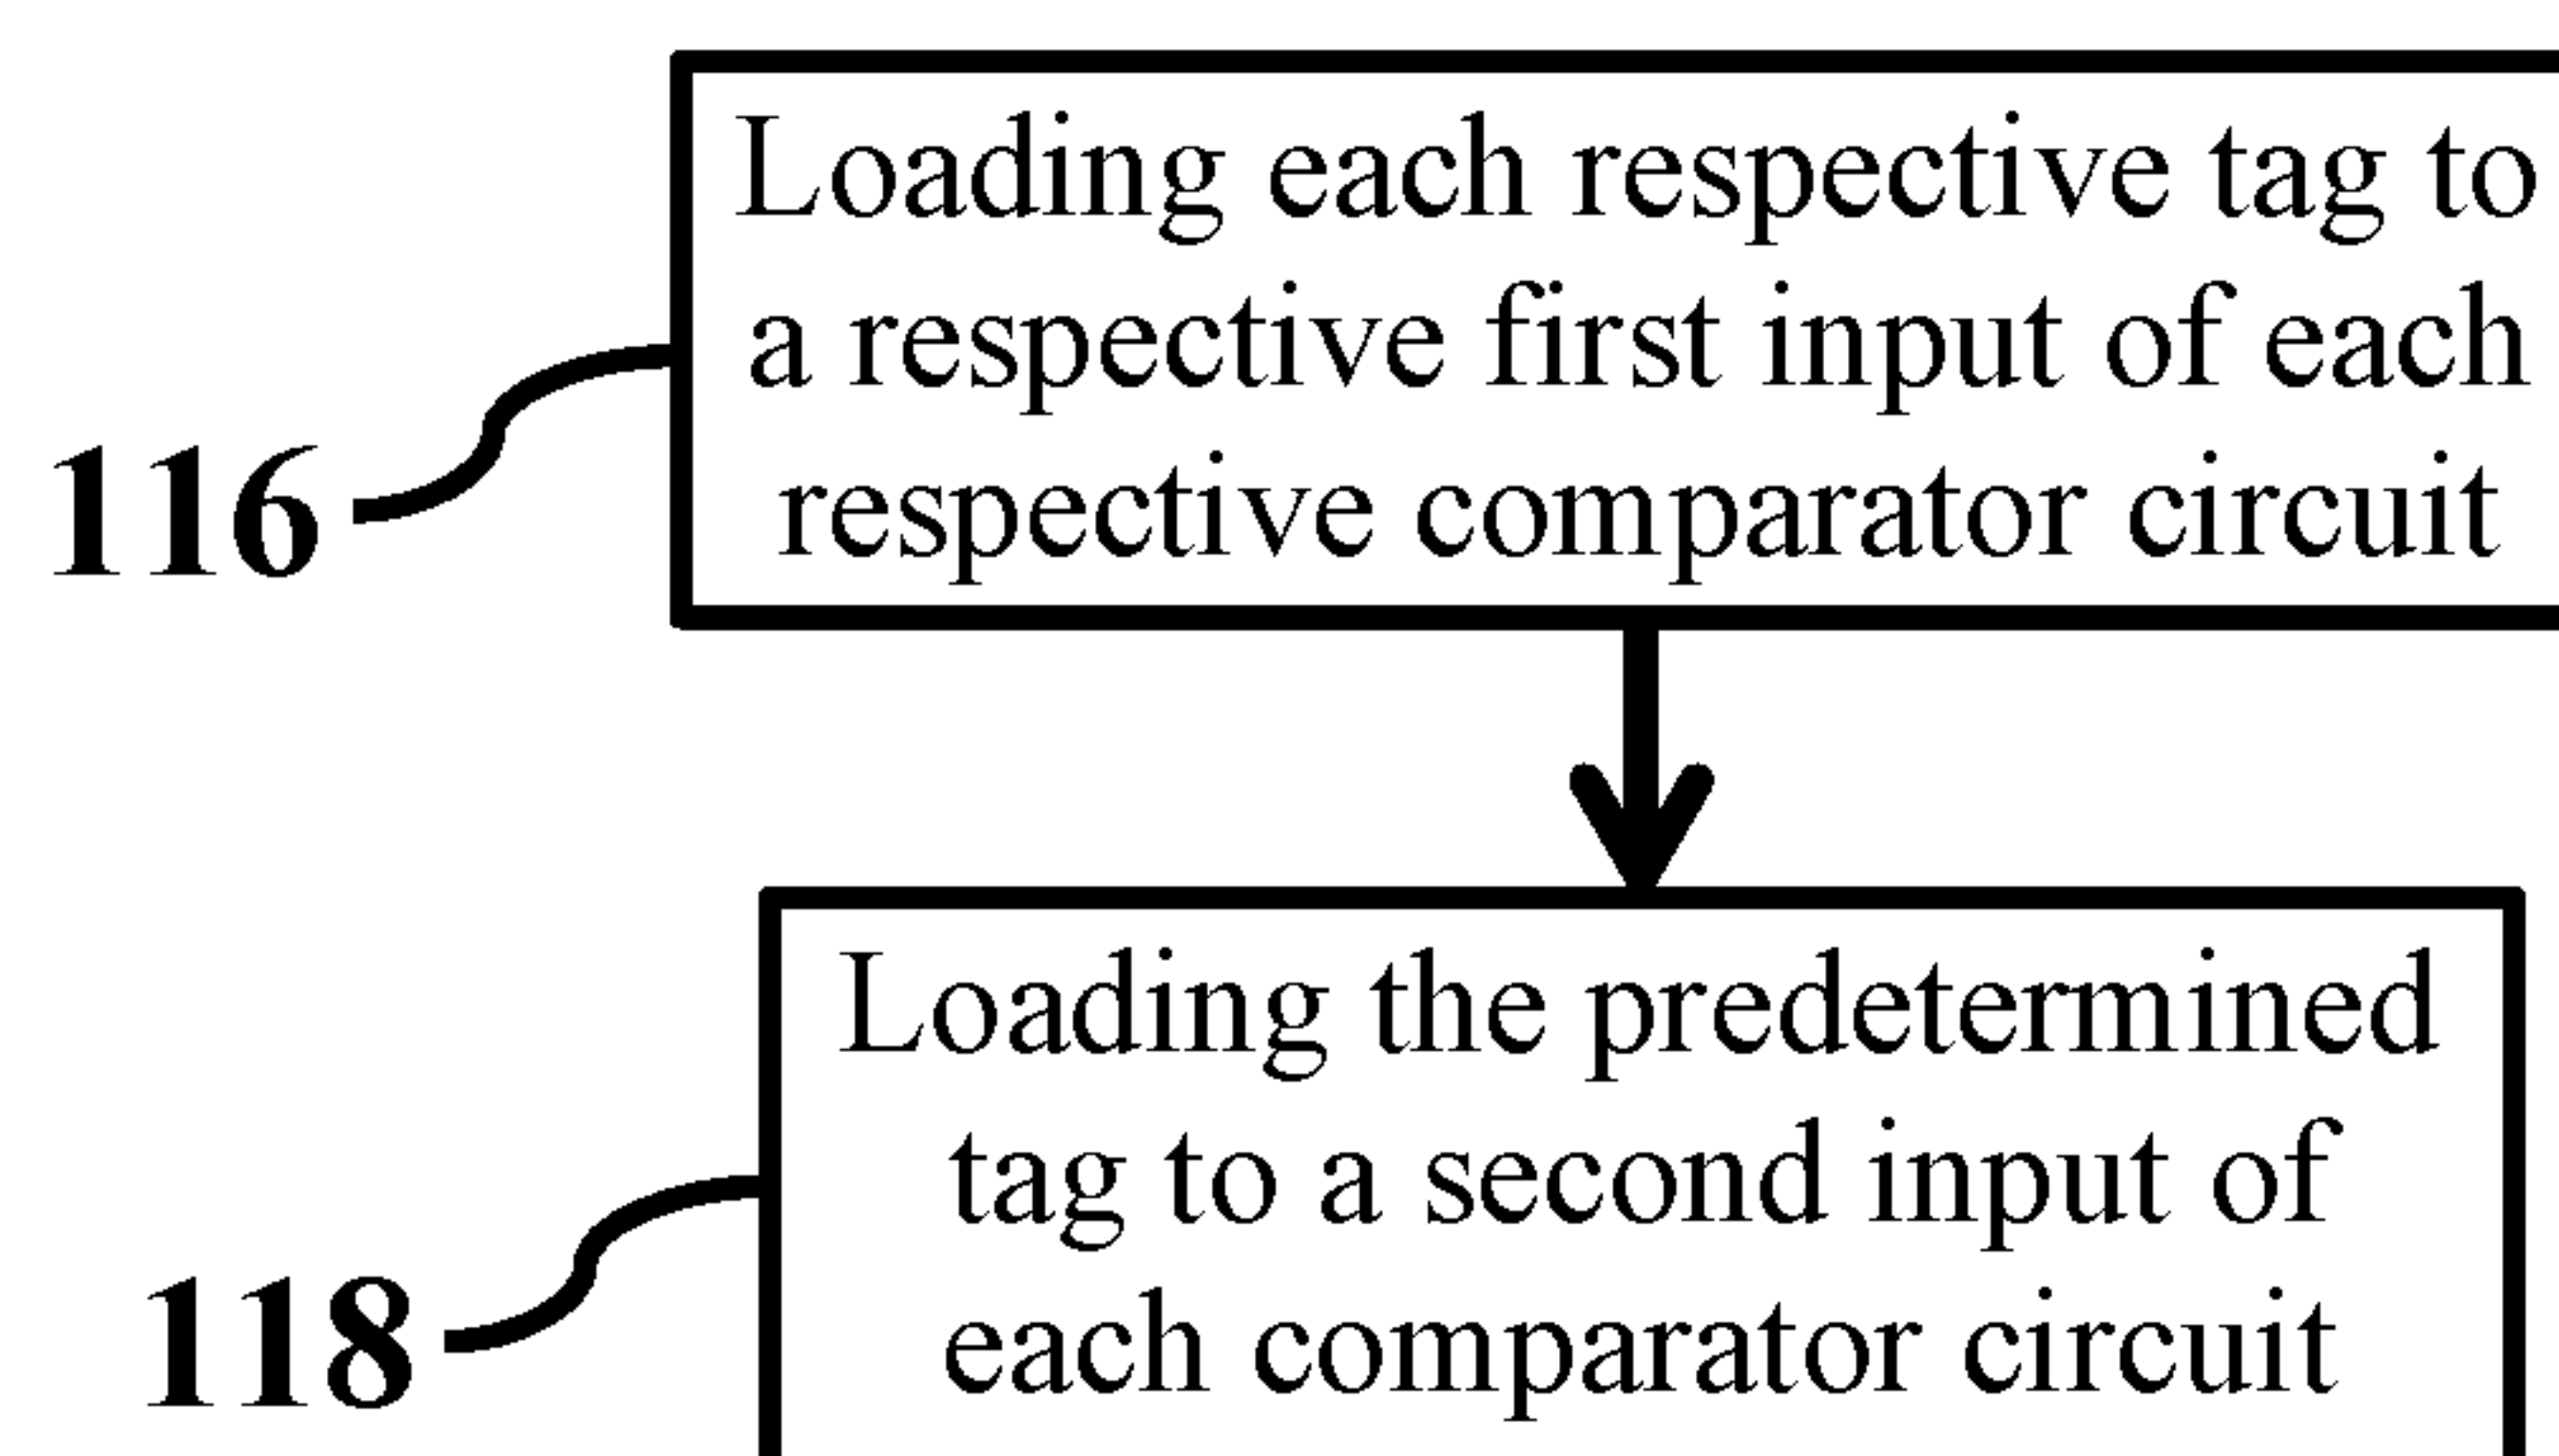 Loading each respective tag to
a respective first input of each
respective comparator circuit
116
Loading the predetermined
tag to a second input of
each comparator circuit
118